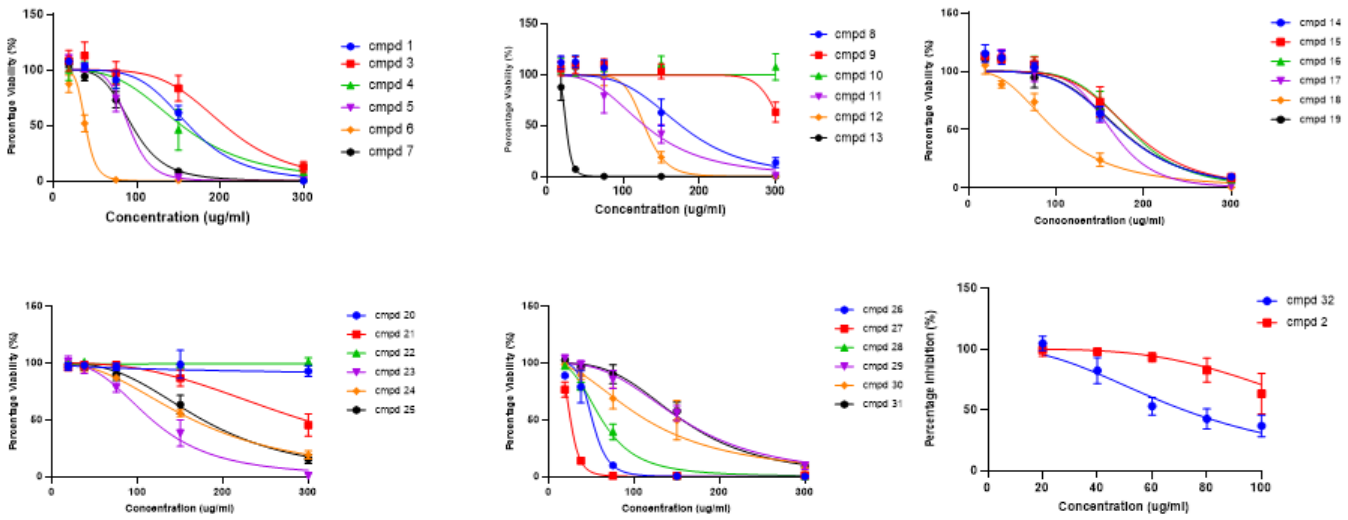 150
100
50
0
0
100
200
300
Percentage Viability (%)
Concentration (ug/ml)
cmpd 1
cmpd 3
cmpd 4
cmpd 5
cmpd 6
cmpd 7
150
100
50
0
0
100
200
300
Percentage Viability (%)
Concentration (ug/ml)
cmpd 8
cmpd 9
cmpd 10
cmpd 11
cmpd 12
cmpd 13
150
100
50
0
100
200
300
Percentage Viability (%)
(ug/ml)
cmpd 14
cmpd 15
cmpd 16
cmpd 17
cmpd 18
cmpd 19
150
100
50
0
0
100
200
300
Percentage Viability (%)
Concentration (ug/ml)
cmpd 20
cmpd 21
cmpd 22
cmpd 23
cmpd 24
cmpd 25
150
100
50
0
0
100
200
300
Percentage Viability (%)
Concentration (ug/ml)
cmpd 26
cmpd 27
cmpd 28
cmpd 29
cmpd 30
cmpd 31
150
100
50
0
0
20
40
60
80
100
Percentage Inhibition (%)
Concentration (ug/ml)
cmpd 32
cmpd 2